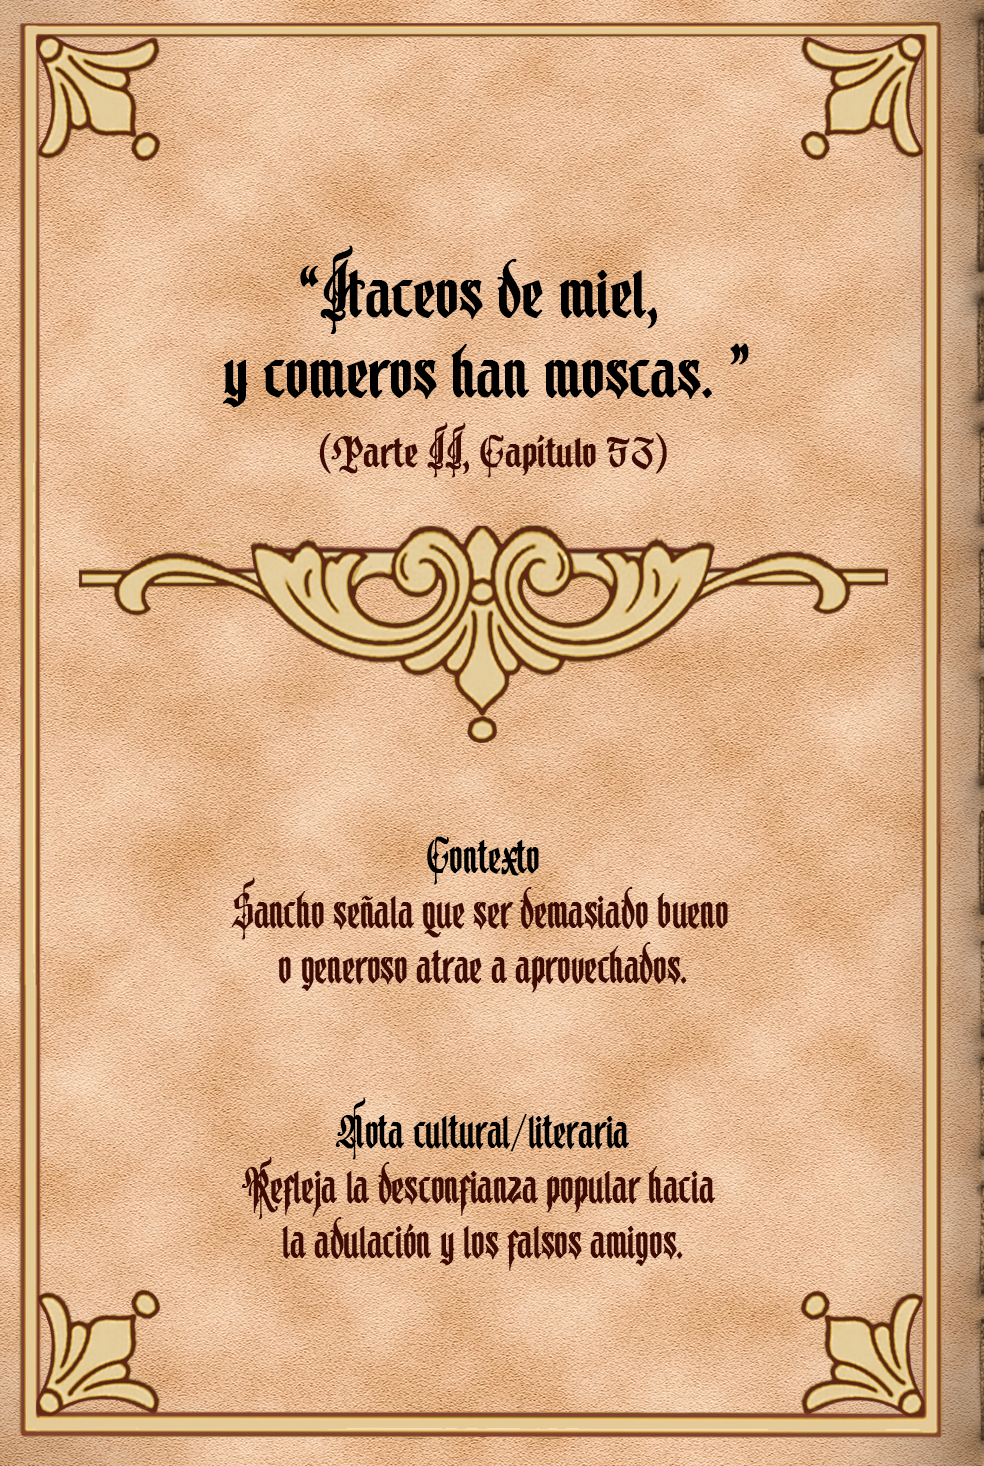 “Haceos de miel,
y comeros han moscas. ”
(Parte II, Capítulo 53)
Contexto
Sancho señala que ser demasiado bueno
o generoso atrae a aprovechados.
Nota cultural/literaria
Refleja la desconfianza popular hacia
la adulación y los falsos amigos.